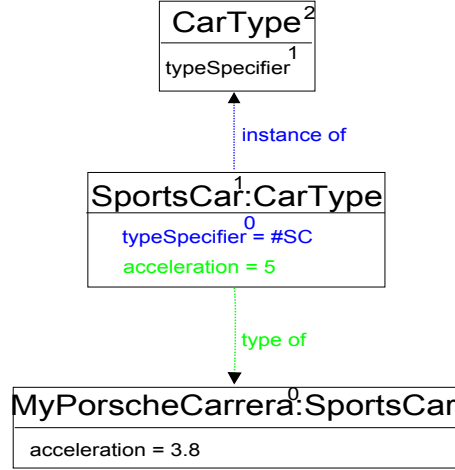 CarType²
typeSpecifier¹
instance of
SportsCar¹:CarType
typeSpecifier⁰ = #SC
acceleration = 5
type of
MyPorscheCarrera⁰:SportsCar
acceleration = 3.8